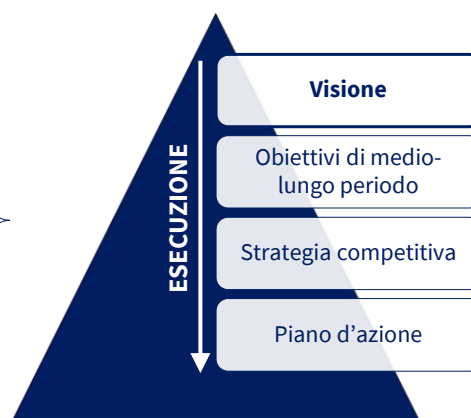 Visione
ESECUZIONE
Obiettivi di medio-
lungo periodo
Strategia competitiva
Piano d’azione